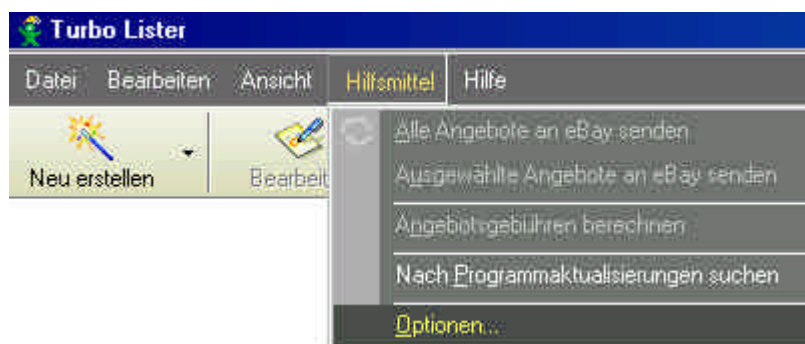 Turbo Lister
Datei Bearbeiten Ansicht Hilfsmittel Hilfe
Neu erstellen Bearbeit
Alle Angebote an eBay senden
Ausgewählte Angebote an eBay senden
Angebotsgebühren berechnen
Nach Programmaktualisierungen suchen
Optionen...